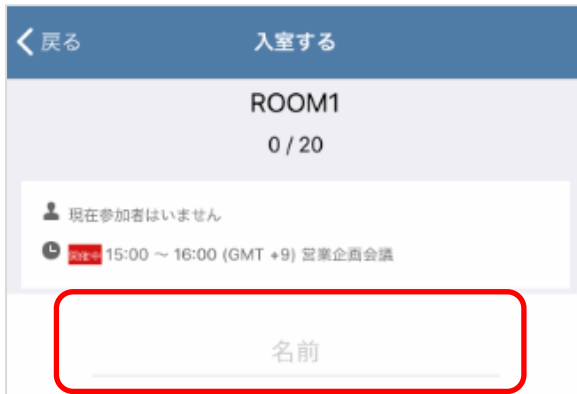 戻る 入室する
ROOM1
0 / 20
現在参加者はいません
開催中 15:00 ～ 16:00 (GMT +9) 営業企画会議
名前